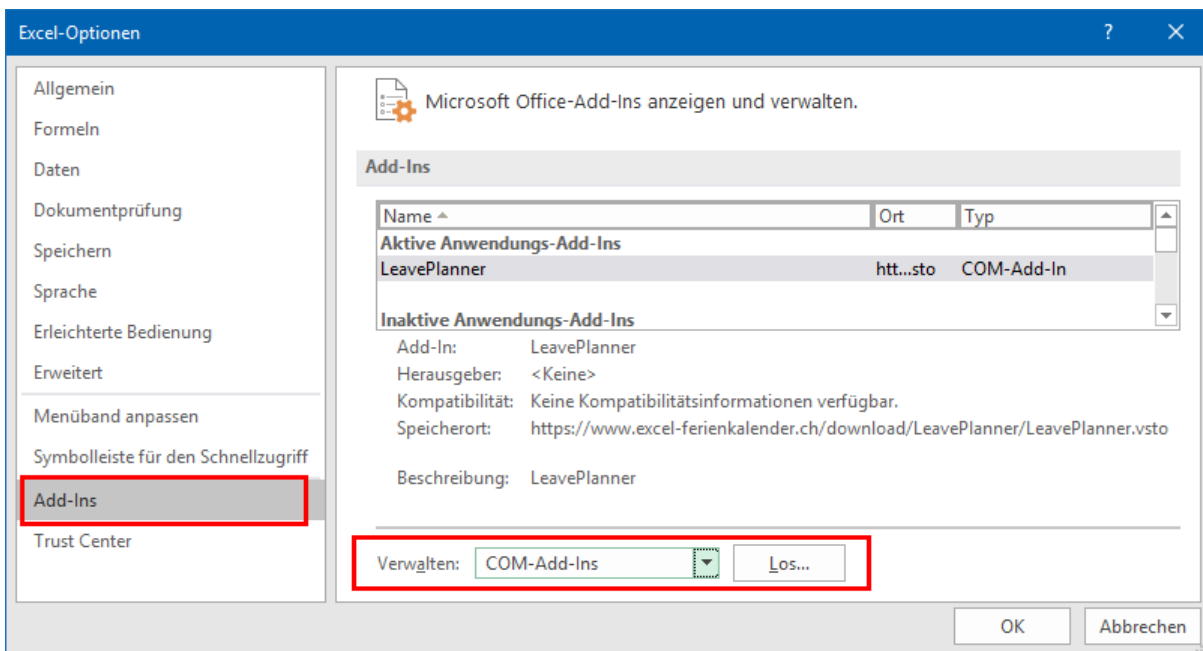 Excel-Optionen ?
Allgemein
Formeln
Daten
Dokumentprüfung
Speichern
Sprache
Erleichterte Bedienung
Erweitert
Menüband anpassen
Symbolleiste für den Schnellzugriff
Add-Ins
Trust Center
Microsoft Office-Add-Ins anzeigen und verwalten.
Add-Ins
Name Ort Typ
Aktive Anwendungs-Add-Ins
LeavePlanner htt...sto COM-Add-In
Inaktive Anwendungs-Add-Ins
Add-In: LeavePlanner
Herausgeber: <Keine>
Kompatibilität: Keine Kompatibilitätsinformationen verfügbar.
Speicherort: https://www.excel-ferienkalender.ch/download/LeavePlanner/LeavePlanner.vsto
Beschreibung: LeavePlanner
Verwalten: COM-Add-Ins Los...
OK Abbrechen